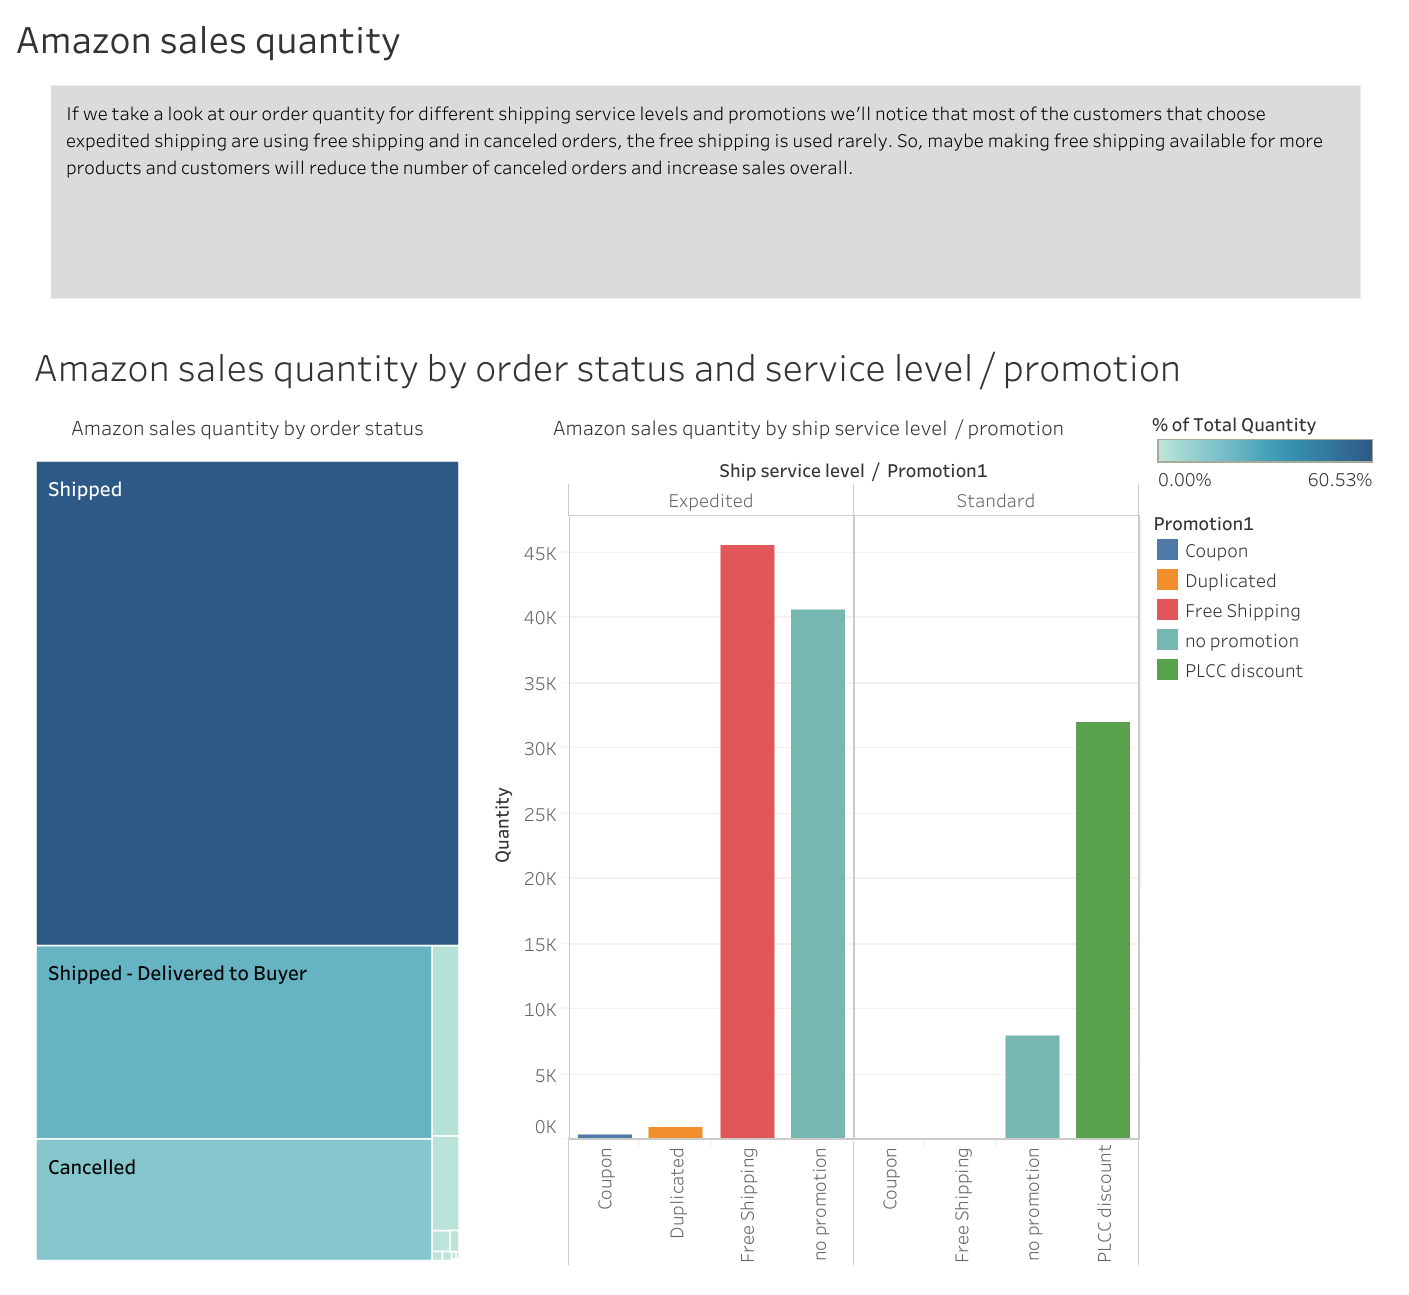 Amazon sales quantity
If we take a look at our order quantity for different shipping service levels and promotions we’ll notice that most of the customers that choose
expedited shipping are using free shipping and in canceled orders, the free shipping is used rarely. So, maybe making free shipping available for more
products and customers will reduce the number of canceled orders and increase sales overall.
Amazon sales quantity by order status and service level / promotion
Amazon sales quantity by order status
Shipped
Shipped - Delivered to Buyer
Cancelled
Amazon sales quantity by ship service level / promotion
Ship service level / Promotion1
Expedited
Standard
Quantity
45K
40K
35K
30K
25K
20K
15K
10K
5K
0K
Coupon
Duplicated
Free Shipping
no promotion
Coupon
Free Shipping
no promotion
PLCC discount
% of Total Quantity
0.00% 60.53%
Promotion1
Coupon
Duplicated
Free Shipping
no promotion
PLCC discount